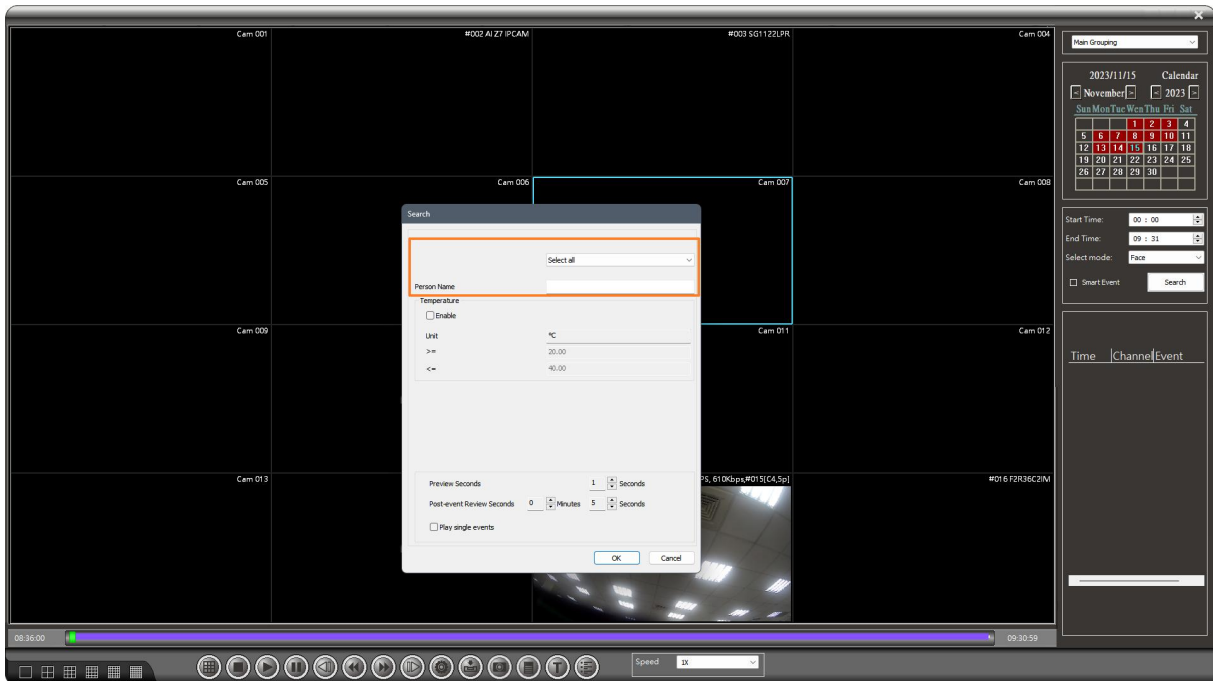 Cam 001
#002 AI Z7 IPCAM
#003 SG1122LPR
Cam 004
Cam 005
Cam 006
Cam 007
Cam 008
Cam 009
Cam 011
Cam 012
Cam 013
PS, 610Kbps,#015[C4,5p]
#016 F2R36C2IM
Search
Select all
Person Name
Temperature
Enable
Unit °C
>= 20.00
<= 40.00
Preview Seconds 1 Seconds
Post-event Review Seconds 0 Minutes 5 Seconds
Play single events
OK Cancel
Main Grouping
2023/11/15 Calendar
< November > < 2023 >
Sun Mon Tue Wen Thu Fri Sat
1 2 3 4
5 6 7 8 9 10 11
12 13 14 15 16 17 18
19 20 21 22 23 24 25
26 27 28 29 30
Start Time: 00 : 00
End Time: 09 : 31
Select mode: Face
Smart Event Search
Time Channel Event
08:36:00 09:30:59
T
Speed 1X